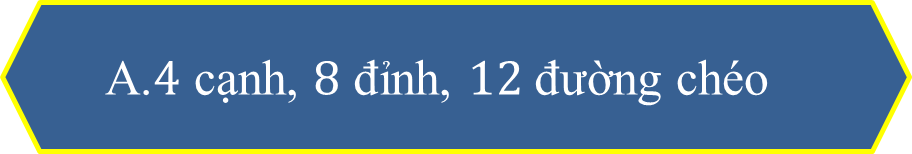 A.4 cạnh, 8 đỉnh, 12 đường chéo